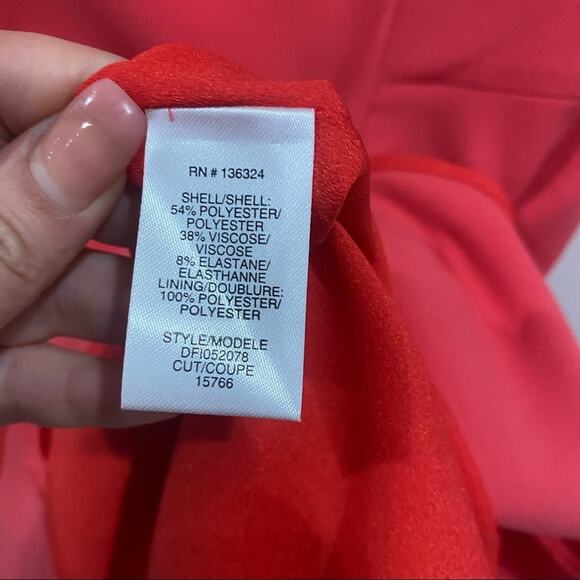 RN # 136324
SHELL/SHELL:
54% POLYESTER/
POLYESTER
38% VISCOSE/
VISCOSE
8% ELASTANE/
ELASTHANNE
LINING/DOUBLURE:
100% POLYESTER/
POLYESTER
STYLE/MODELE
DFI052078
CUT/COUPE
15766